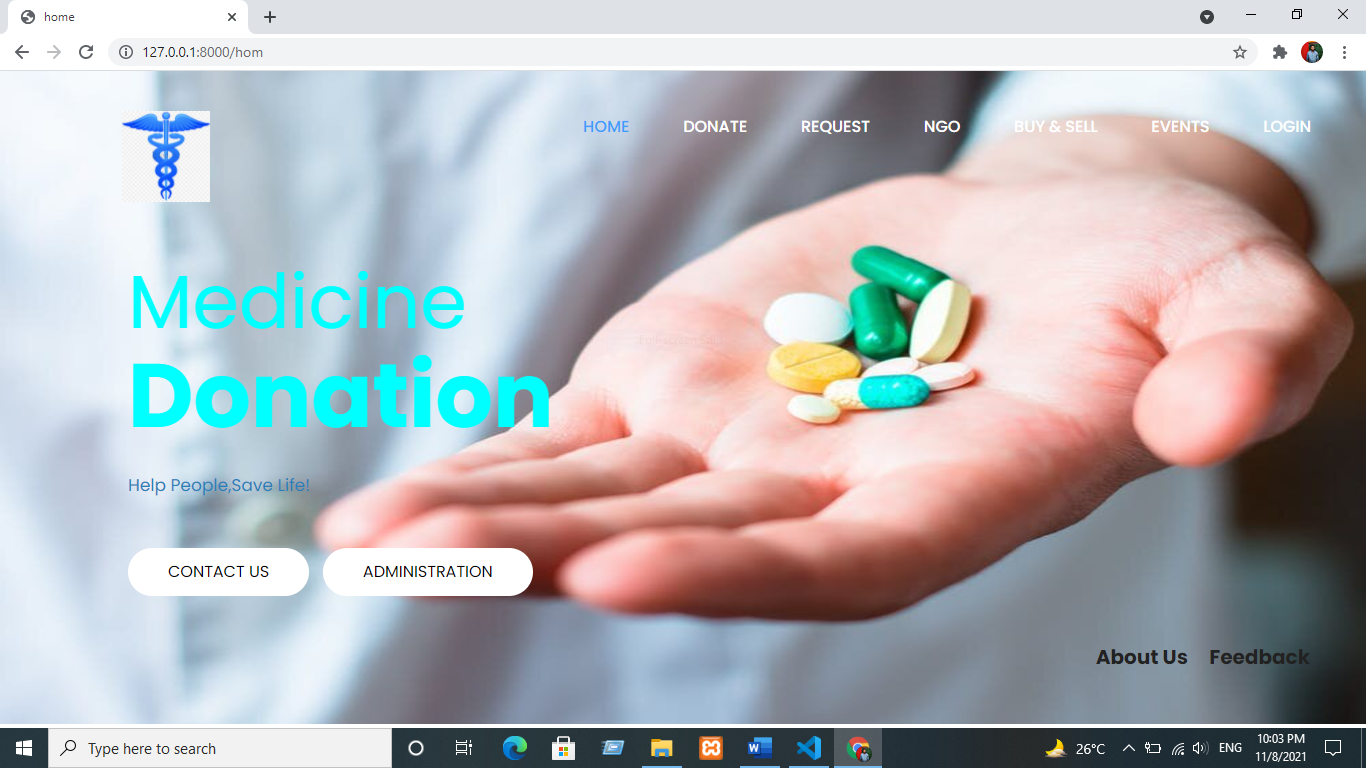 home
127.0.0.1:8000/hom
HOME DONATE REQUEST NGO BUY & SELL EVENTS LOGIN
Medicine
Donation
Help People,Save Life!
CONTACT US ADMINISTRATION
About Us Feedback
Type here to search
26°C ENG 10:03 PM
11/8/2021